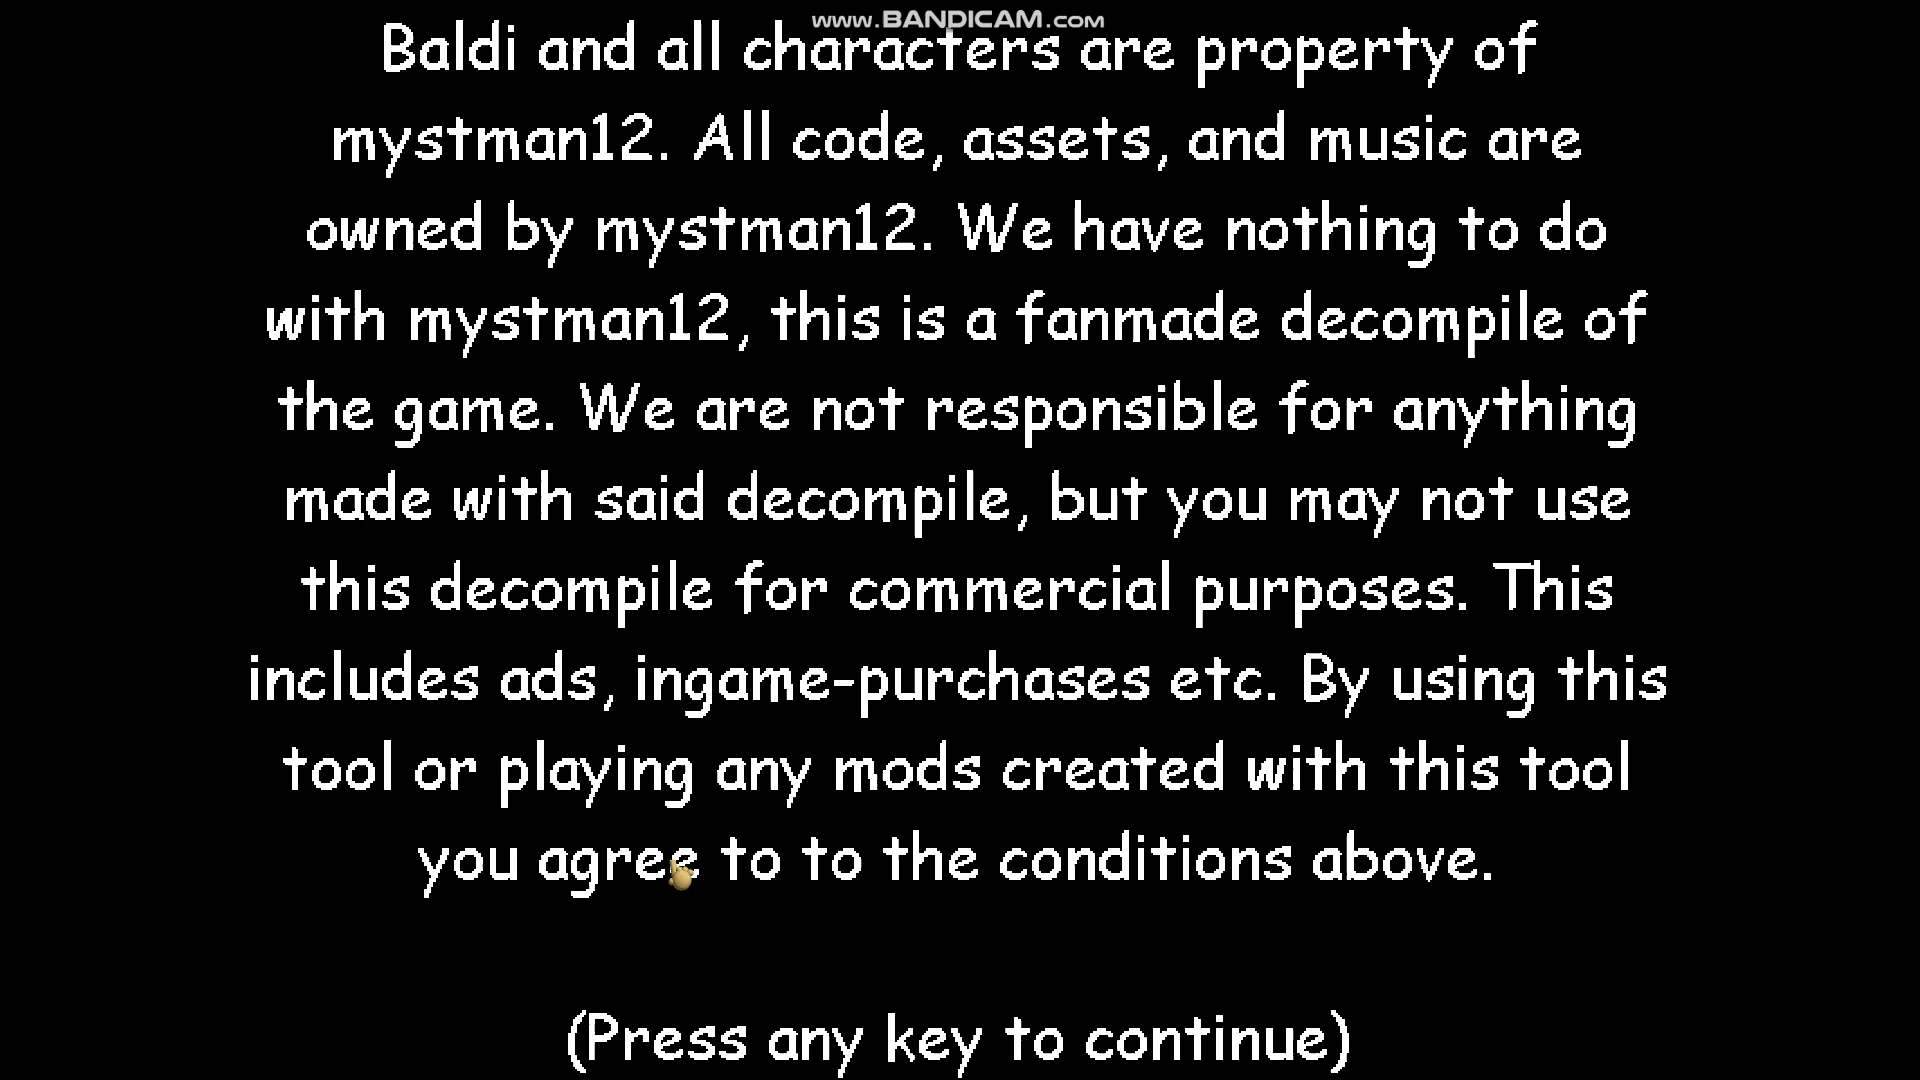 www.BANDICAM.com
Baldi and all characters are property of
mystman12. All code, assets, and music are
owned by mystman12. We have nothing to do
with mystman12, this is a fanmade decompile of
the game. We are not responsible for anything
made with said decompile, but you may not use
this decompile for commercial purposes. This
includes ads, ingame-purchases etc. By using this
tool or playing any mods created with this tool
you agree to to the conditions above.
(Press any key to continue)